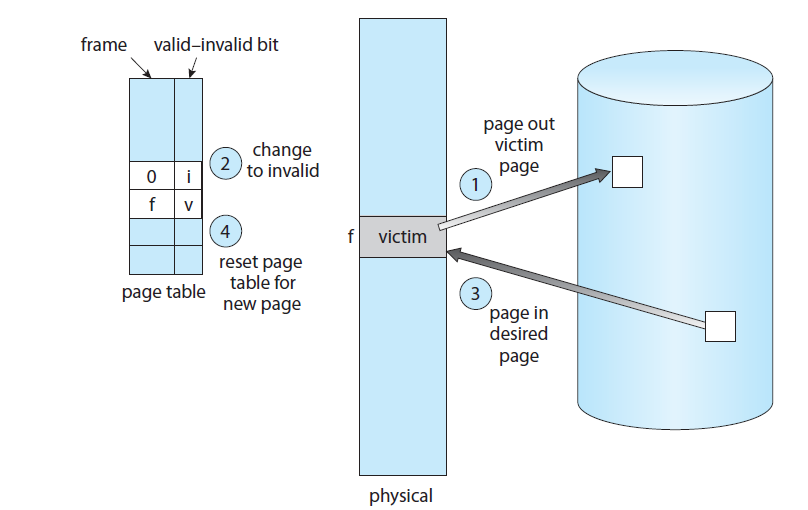 frame
valid–invalid bit
0 i
f v
2
change
to invalid
4
reset page
table for
new page
page table
f
victim
physical
page out
victim
page
1
3
page in
desired
page